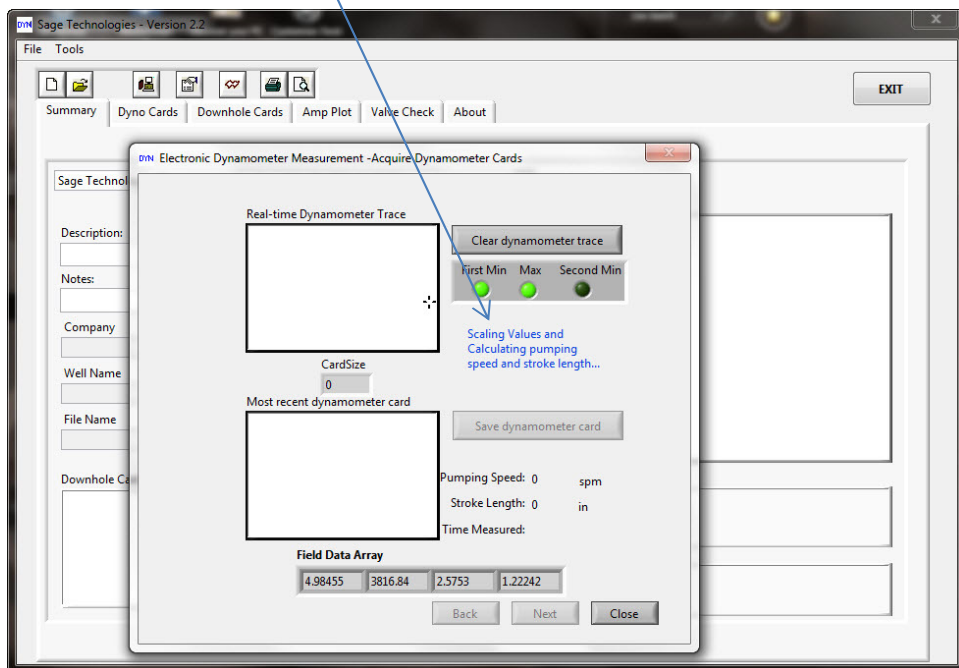 DYN Sage Technologies - Version 2.2
File Tools
EXIT
Summary Dyno Cards Downhole Cards Amp Plot Valve Check About
DYN Electronic Dynamometer Measurement -Acquire Dynamometer Cards
Sage Technol
Real-time Dynamometer Trace
Description:
Clear dynamometer trace
First Min Max Second Min
Notes:
Company
Scaling Values and
Calculating pumping
speed and stroke length...
CardSize
0
Well Name
Most recent dynamometer card
File Name
Save dynamometer card
Downhole Ca
Pumping Speed: 0 spm
Stroke Length: 0 in
Time Measured:
Field Data Array
4.98455 3816.84 2.5753 1.22242
Back Next Close